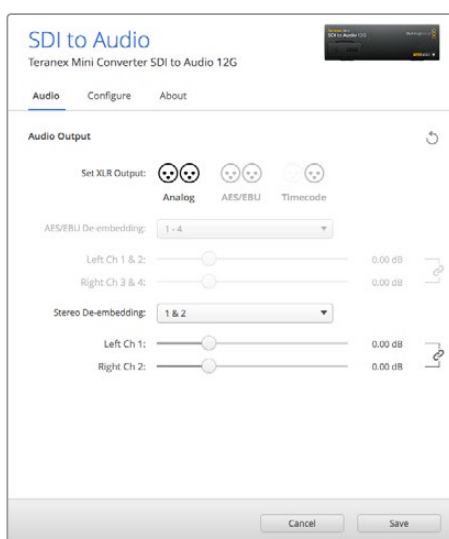 SDI to Audio
Teranex Mini Converter SDI to Audio 12G
Audio Configure About
Audio Output
Set XLR Output:
Analog AES/EBU Timecode
AES/EBU De-embedding: 1 - 4
Left Ch 1 & 2: 0.00 dB
Right Ch 3 & 4: 0.00 dB
Stereo De-embedding: 1 & 2
Left Ch 1: 0.00 dB
Right Ch 2: 0.00 dB
Cancel Save